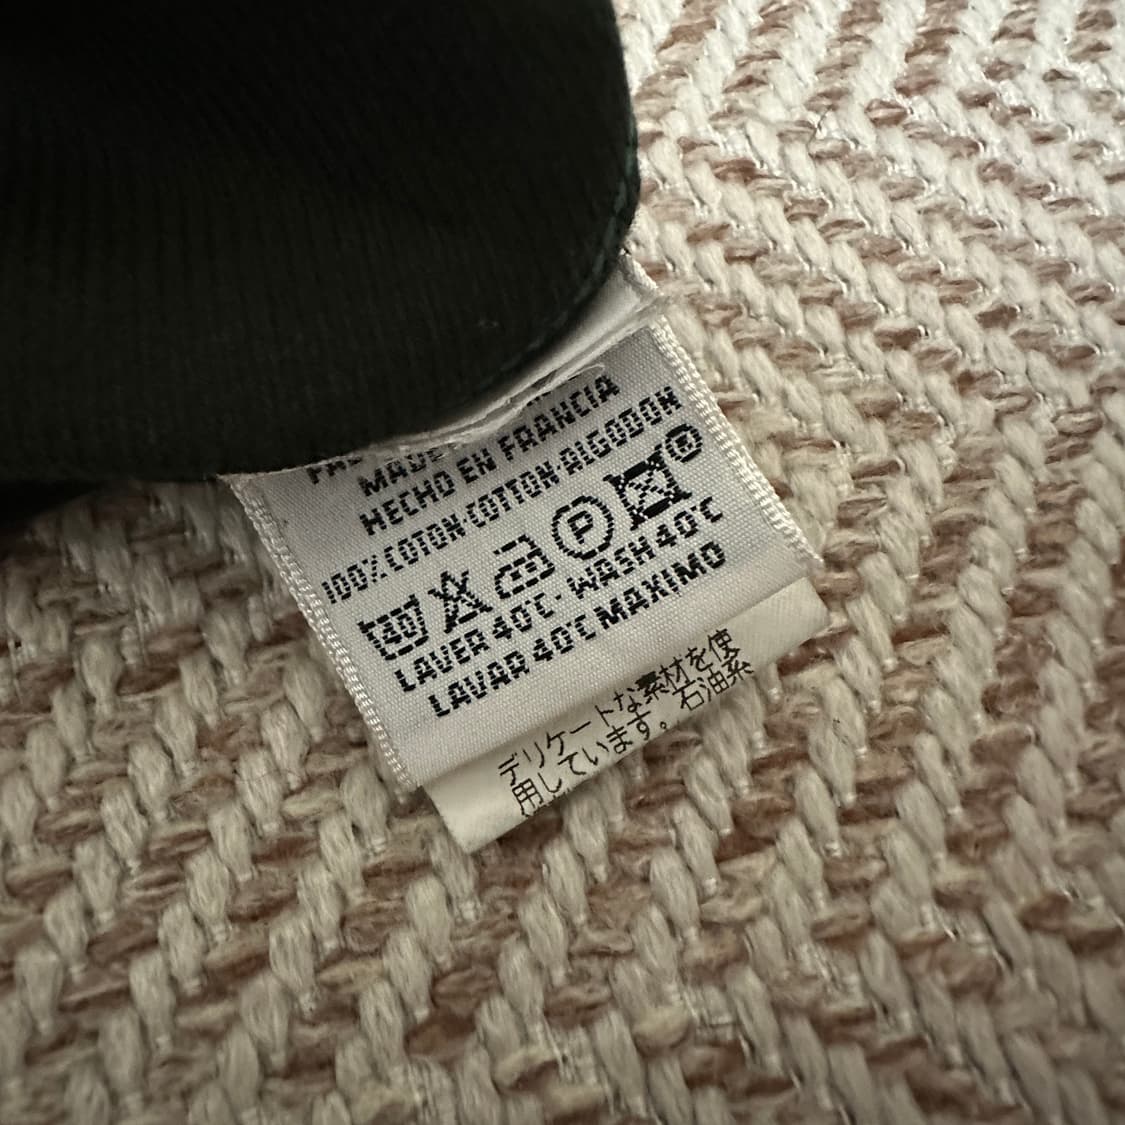 MADE
HECHO EN FRANCIA
100% COTON·COTTON·ALGODON
40 P
LAVER 40°C - WASH 40°C
LAVAR 40°C MAXIMO
デリケートな素材を使
用しています。石油系